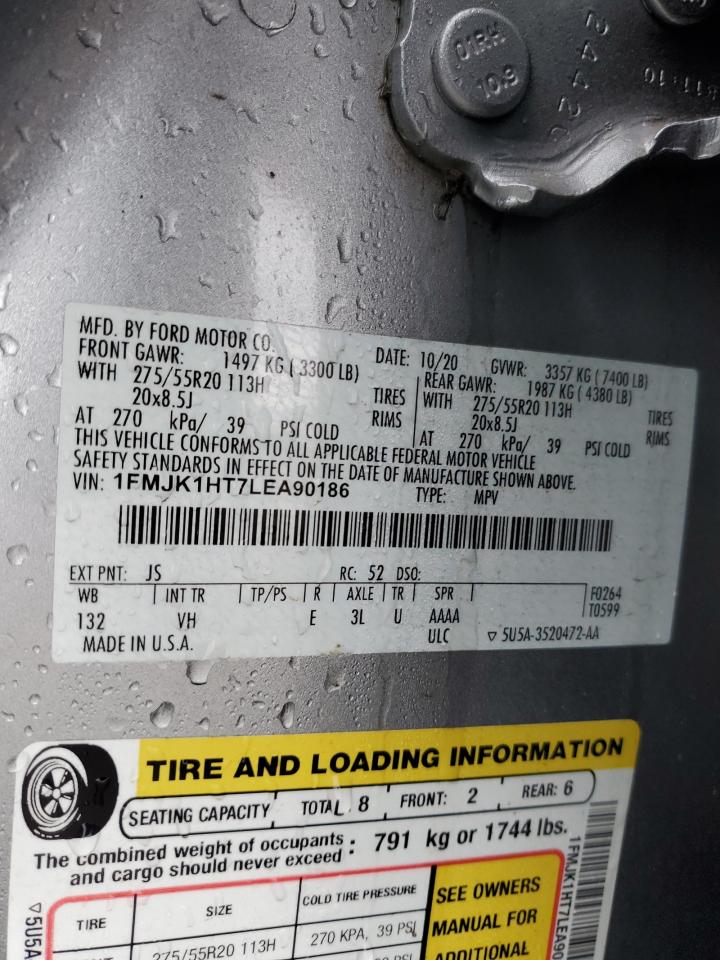 01RH
10.9
2442
MFD. BY FORD MOTOR CO.
DATE: 10/20 GVWR: 3357 KG ( 7400 LB)
FRONT GAWR: 1497 KG ( 3300 LB)
WITH 275/55R20 113H TIRES
20x8.5J RIMS
AT 270 kPa/ 39 PSI COLD
REAR GAWR: 1987 KG ( 4380 LB)
WITH 275/55R20 113H TIRES
20x8.5J RIMS
AT 270 kPa/ 39 PSI COLD
THIS VEHICLE CONFORMS TO ALL APPLICABLE FEDERAL MOTOR VEHICLE
SAFETY STANDARDS IN EFFECT ON THE DATE OF MANUFACTURE SHOWN ABOVE.
VIN: 1FMJK1HT7LEA90186 TYPE: MPV
EXT PNT: JS RC: 52 DSO:
WB INT TR TP/PS R AXLE TR SPR F0264
132 VH E 3L U AAAA T0599
ULC ▽ 5U5A-3520472-AA
MADE IN U.S.A.
TIRE AND LOADING INFORMATION
SEATING CAPACITY TOTAL 8 FRONT: 2 REAR: 6
The combined weight of occupants and cargo should never exceed : 791 kg or 1744 lbs.
TIRE SIZE COLD TIRE PRESSURE
275/55R20 113H 270 KPA, 39 PSI
SEE OWNERS
MANUAL FOR
ADDITIONAL
▽5U5A
1FMJK1HT7LEA90